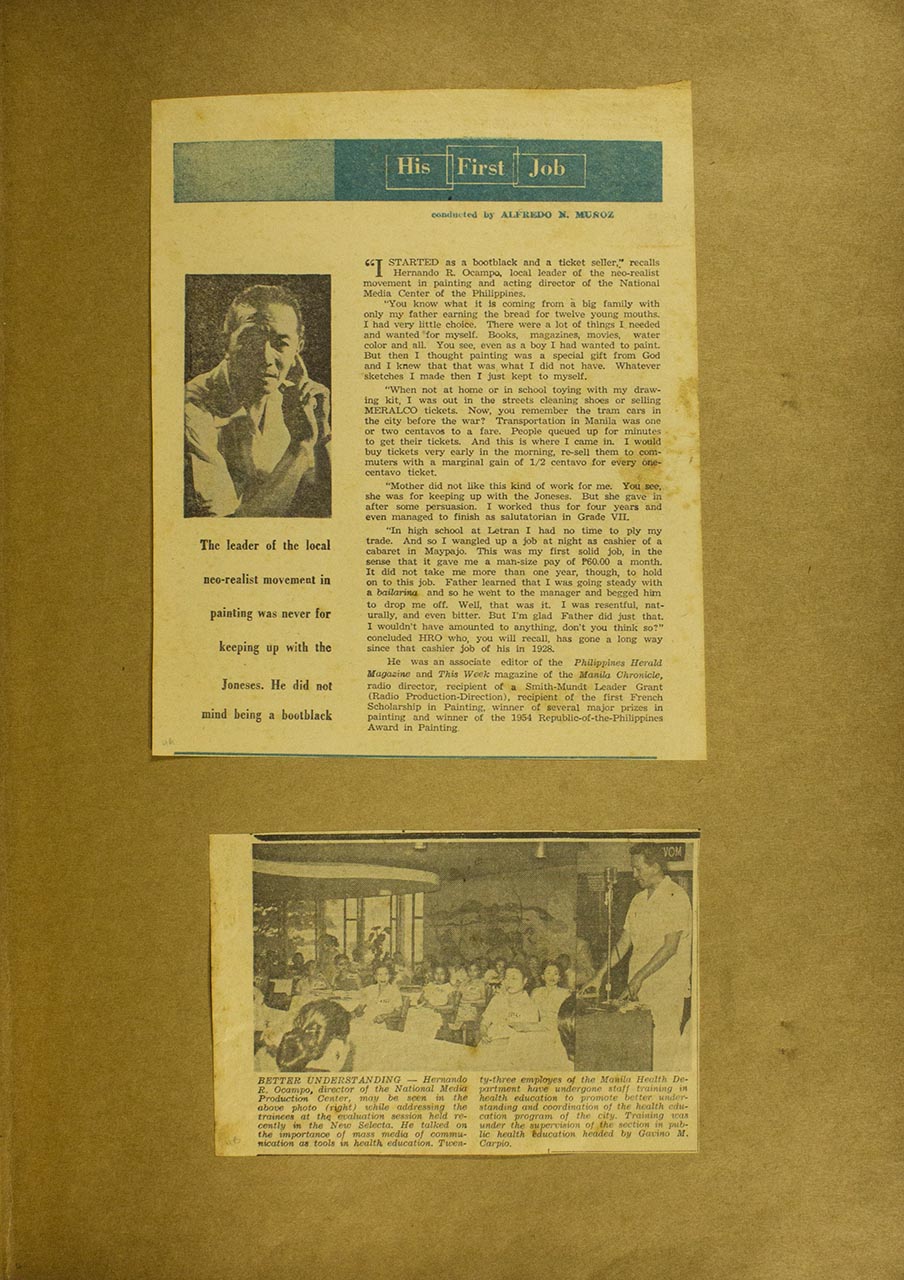 His First Job
conducted by ALFREDO N. MUÑOZ
“I STARTED as a bootblack and a ticket seller,” recalls
Hernando R. Ocampo, local leader of the neo-realist
movement in painting and acting director of the National
Media Center of the Philippines.
“You know what it is coming from a big family with
only my father earning the bread for twelve young mouths.
I had very little choice. There were a lot of things I needed
and wanted for myself. Books, magazines, movies, water
color and all. You see, even as a boy I had wanted to paint.
But then I thought painting was a special gift from God
and I knew that that was what I did not have. Whatever
sketches I made then I just kept to myself.
“When not at home or in school toying with my draw-
ing kit, I was out in the streets cleaning shoes or selling
MERALCO tickets. Now, you remember the tram cars in
the city before the war? Transportation in Manila was one
or two centavos to a fare. People queued up for minutes
to get their tickets. And this is where I came in. I would
buy tickets very early in the morning, re-sell them to com-
muters with a marginal gain of 1/2 centavo for every one-
centavo ticket.
“Mother did not like this kind of work for me. You see,
she was for keeping up with the Joneses. But she gave in
after some persuasion. I worked thus for four years and
even managed to finish as salutatorian in Grade VII.
“In high school at Letran I had no time to ply my
trade. And so I wangled up a job at night as cashier of a
cabaret in Maypajo. This was my first solid job, in the
sense that it gave me a man-size pay of ₱60.00 a month.
It did not take me more than one year, though, to hold
on to this job. Father learned that I was going steady with
a bailarina and so he went to the manager and begged him
to drop me off. Well, that was it. I was resentful, nat-
urally, and even bitter. But I'm glad Father did just that.
I wouldn't have amounted to anything, don't you think so?”
concluded HRO who, you will recall, has gone a long way
since that cashier job of his in 1928.
He was an associate editor of the Philippines Herald
Magazine and This Week magazine of the Manila Chronicle,
radio director, recipient of a Smith-Mundt Leader Grant
(Radio Production-Direction), recipient of the first French
Scholarship in Painting, winner of several major prizes in
painting and winner of the 1954 Republic-of-the-Philippines
Award in Painting.
The leader of the local
neo-realist movement in
painting was never for
keeping up with the
Joneses. He did not
mind being a bootblack
VOM
BETTER UNDERSTANDING — Hernando
R. Ocampo, director of the National Media
Production Center, may be seen in the
above photo (right) while addressing the
trainees at the evaluation session held re-
cently in the New Selecta. He talked on
the importance of mass media of commu-
nication as tools in health education. Twen-
ty-three employes of the Manila Health De-
partment have undergone staff training in
health education to promote better under-
standing and coordination of the health edu-
cation program of the city. Training was
under the supervision of the section in pub-
lic health education headed by Gavino M.
Carpio.